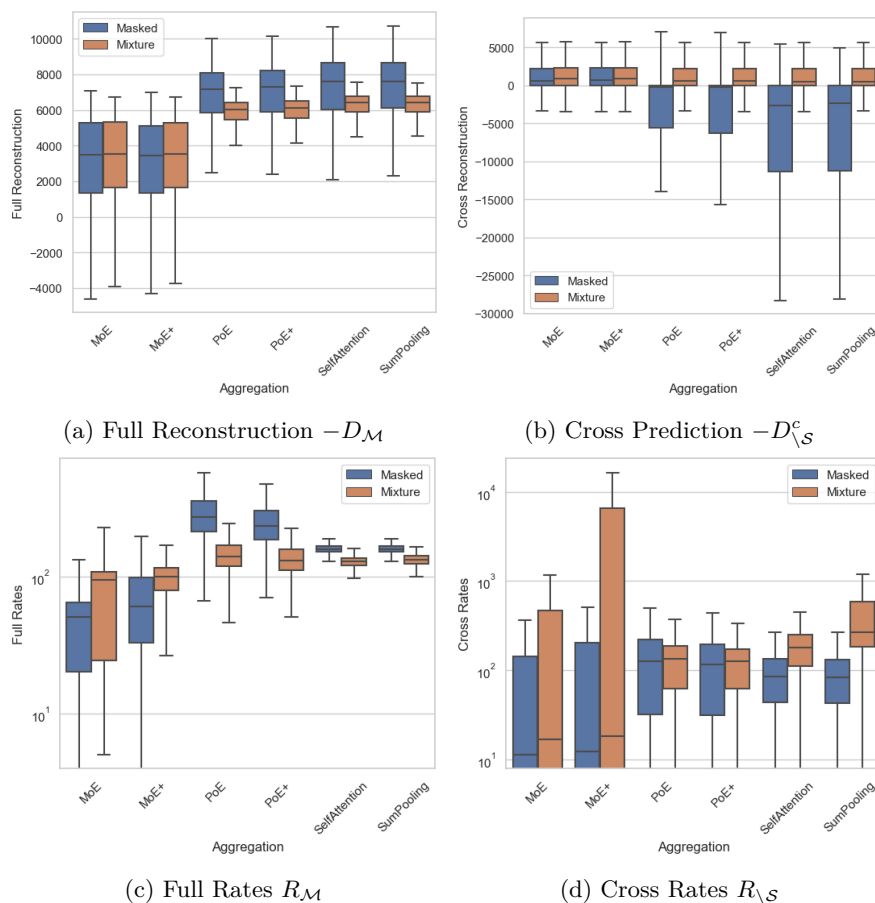 Masked
Mixture
Full Reconstruction
10000
8000
6000
4000
2000
0
−2000
−4000
MoE
MoE+
PoE
PoE+
SelfAttention
SumPooling
Aggregation
(a) Full Reconstruction −D_M
Cross Reconstruction
5000
0
−5000
−10000
−15000
−20000
−25000
−30000
Masked
Mixture
MoE
MoE+
PoE
PoE+
SelfAttention
SumPooling
Aggregation
(b) Cross Prediction −D^c_{\S}
Masked
Mixture
Full Rates
10^2
10^1
MoE
MoE+
PoE
PoE+
SelfAttention
SumPooling
Aggregation
(c) Full Rates R_M
Masked
Mixture
Cross Rates
10^4
10^3
10^2
10^1
MoE
MoE+
PoE
PoE+
SelfAttention
SumPooling
Aggregation
(d) Cross Rates R_{\S}